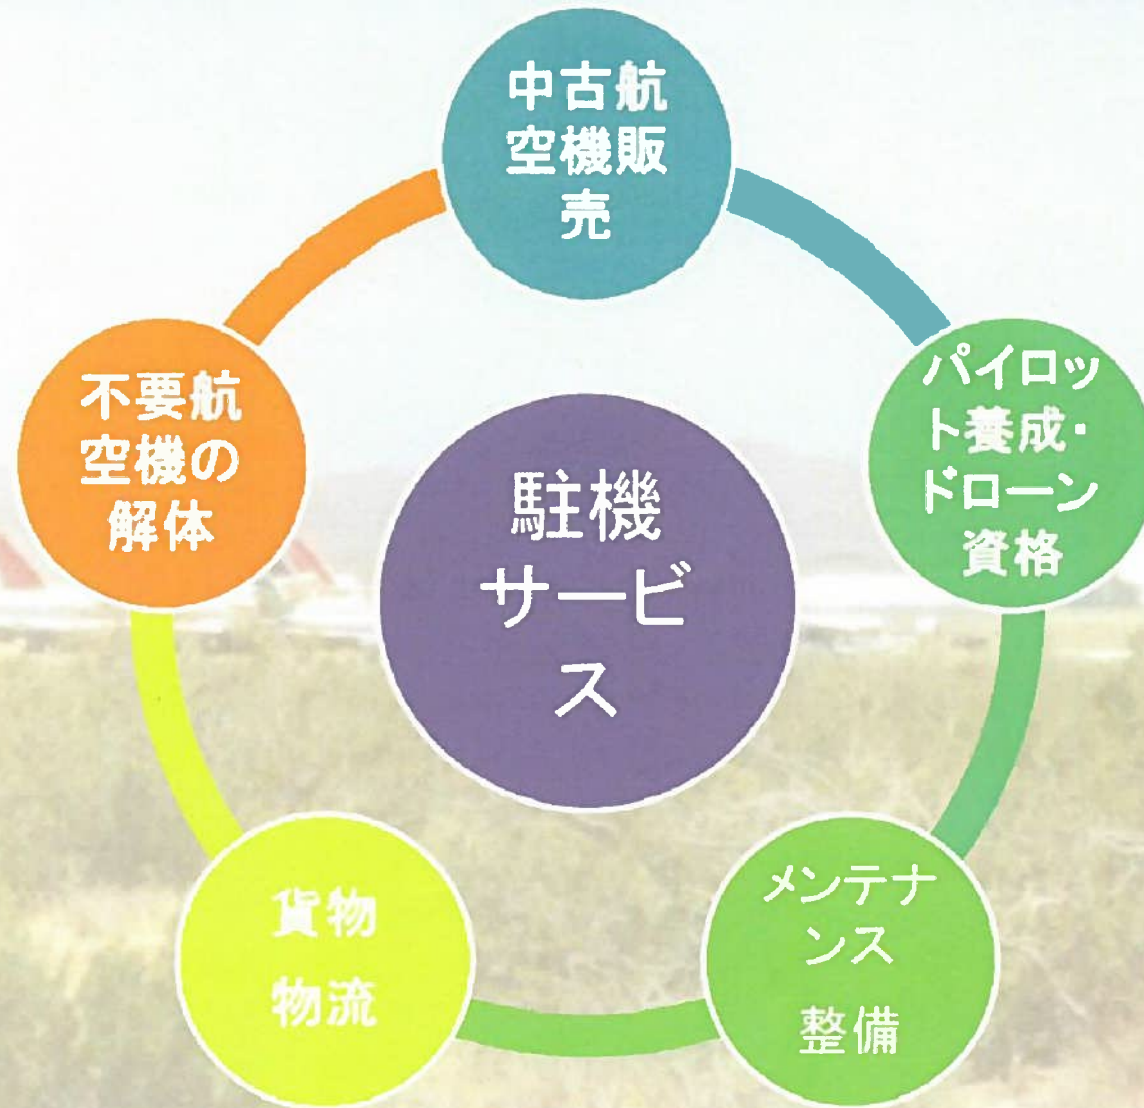 中古航
空機販
売
パイロッ
ト養成・
ドローン
資格
不要航
空機の
解体
駐機
サービ
ス
メンテナ
ンス
整備
貨物
物流